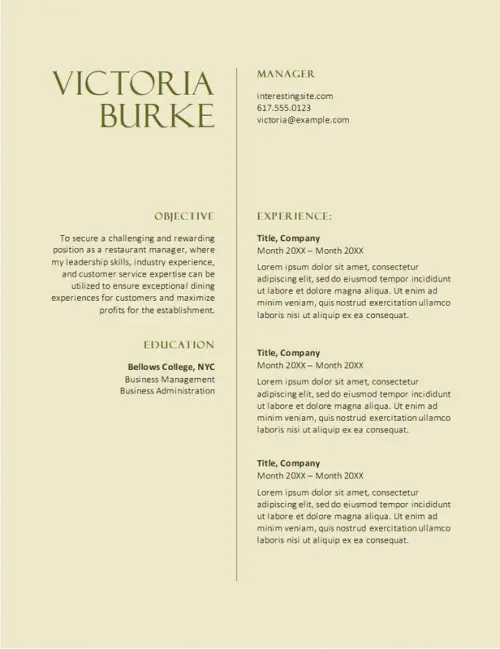 VICTORIA
BURKE
MANAGER
interestingsite.com
617.555.0123
victoria@example.com
OBJECTIVE
To secure a challenging and rewarding
position as a restaurant manager, where
my leadership skills, industry experience,
and customer service expertise can be
utilized to ensure exceptional dining
experiences for customers and maximize
profits for the establishment.
EDUCATION
Bellows College, NYC
Business Management
Business Administration
EXPERIENCE:
Title, Company
Month 20XX – Month 20XX
Lorem ipsum dolor sit amet, consectetur
adipiscing elit, sed do eiusmod tempor incididunt
ut labore et dolore magna aliqua. Ut enim ad
minim veniam, quis nostrud exercitation ullamco
laboris nisi ut aliquip ex ea consequat.
Title, Company
Month 20XX – Month 20XX
Lorem ipsum dolor sit amet, consectetur
adipiscing elit, sed do eiusmod tempor incididunt
ut labore et dolore magna aliqua. Ut enim ad
minim veniam, quis nostrud exercitation ullamco
laboris nisi ut aliquip ex ea consequat.
Title, Company
Month 20XX – Month 20XX
Lorem ipsum dolor sit amet, consectetur
adipiscing elit, sed do eiusmod tempor incididunt
ut labore et dolore magna aliqua. Ut enim ad
minim veniam, quis nostrud exercitation ullamco
laboris nisi ut aliquip ex ea consequat.